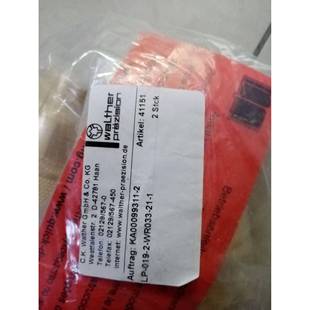 walther
präzision
C.K. Walther GmbH & Co. KG
Westfalenstr. 2 D-42781 Haan
Telefon: 02129/567-0
Telefax: 02129/567-450
Internet: www.walther-praezision.de
Artikel: 41151
2 Stck
Auftrag: KA00099311-2
LP-019-2-WR033-21-1